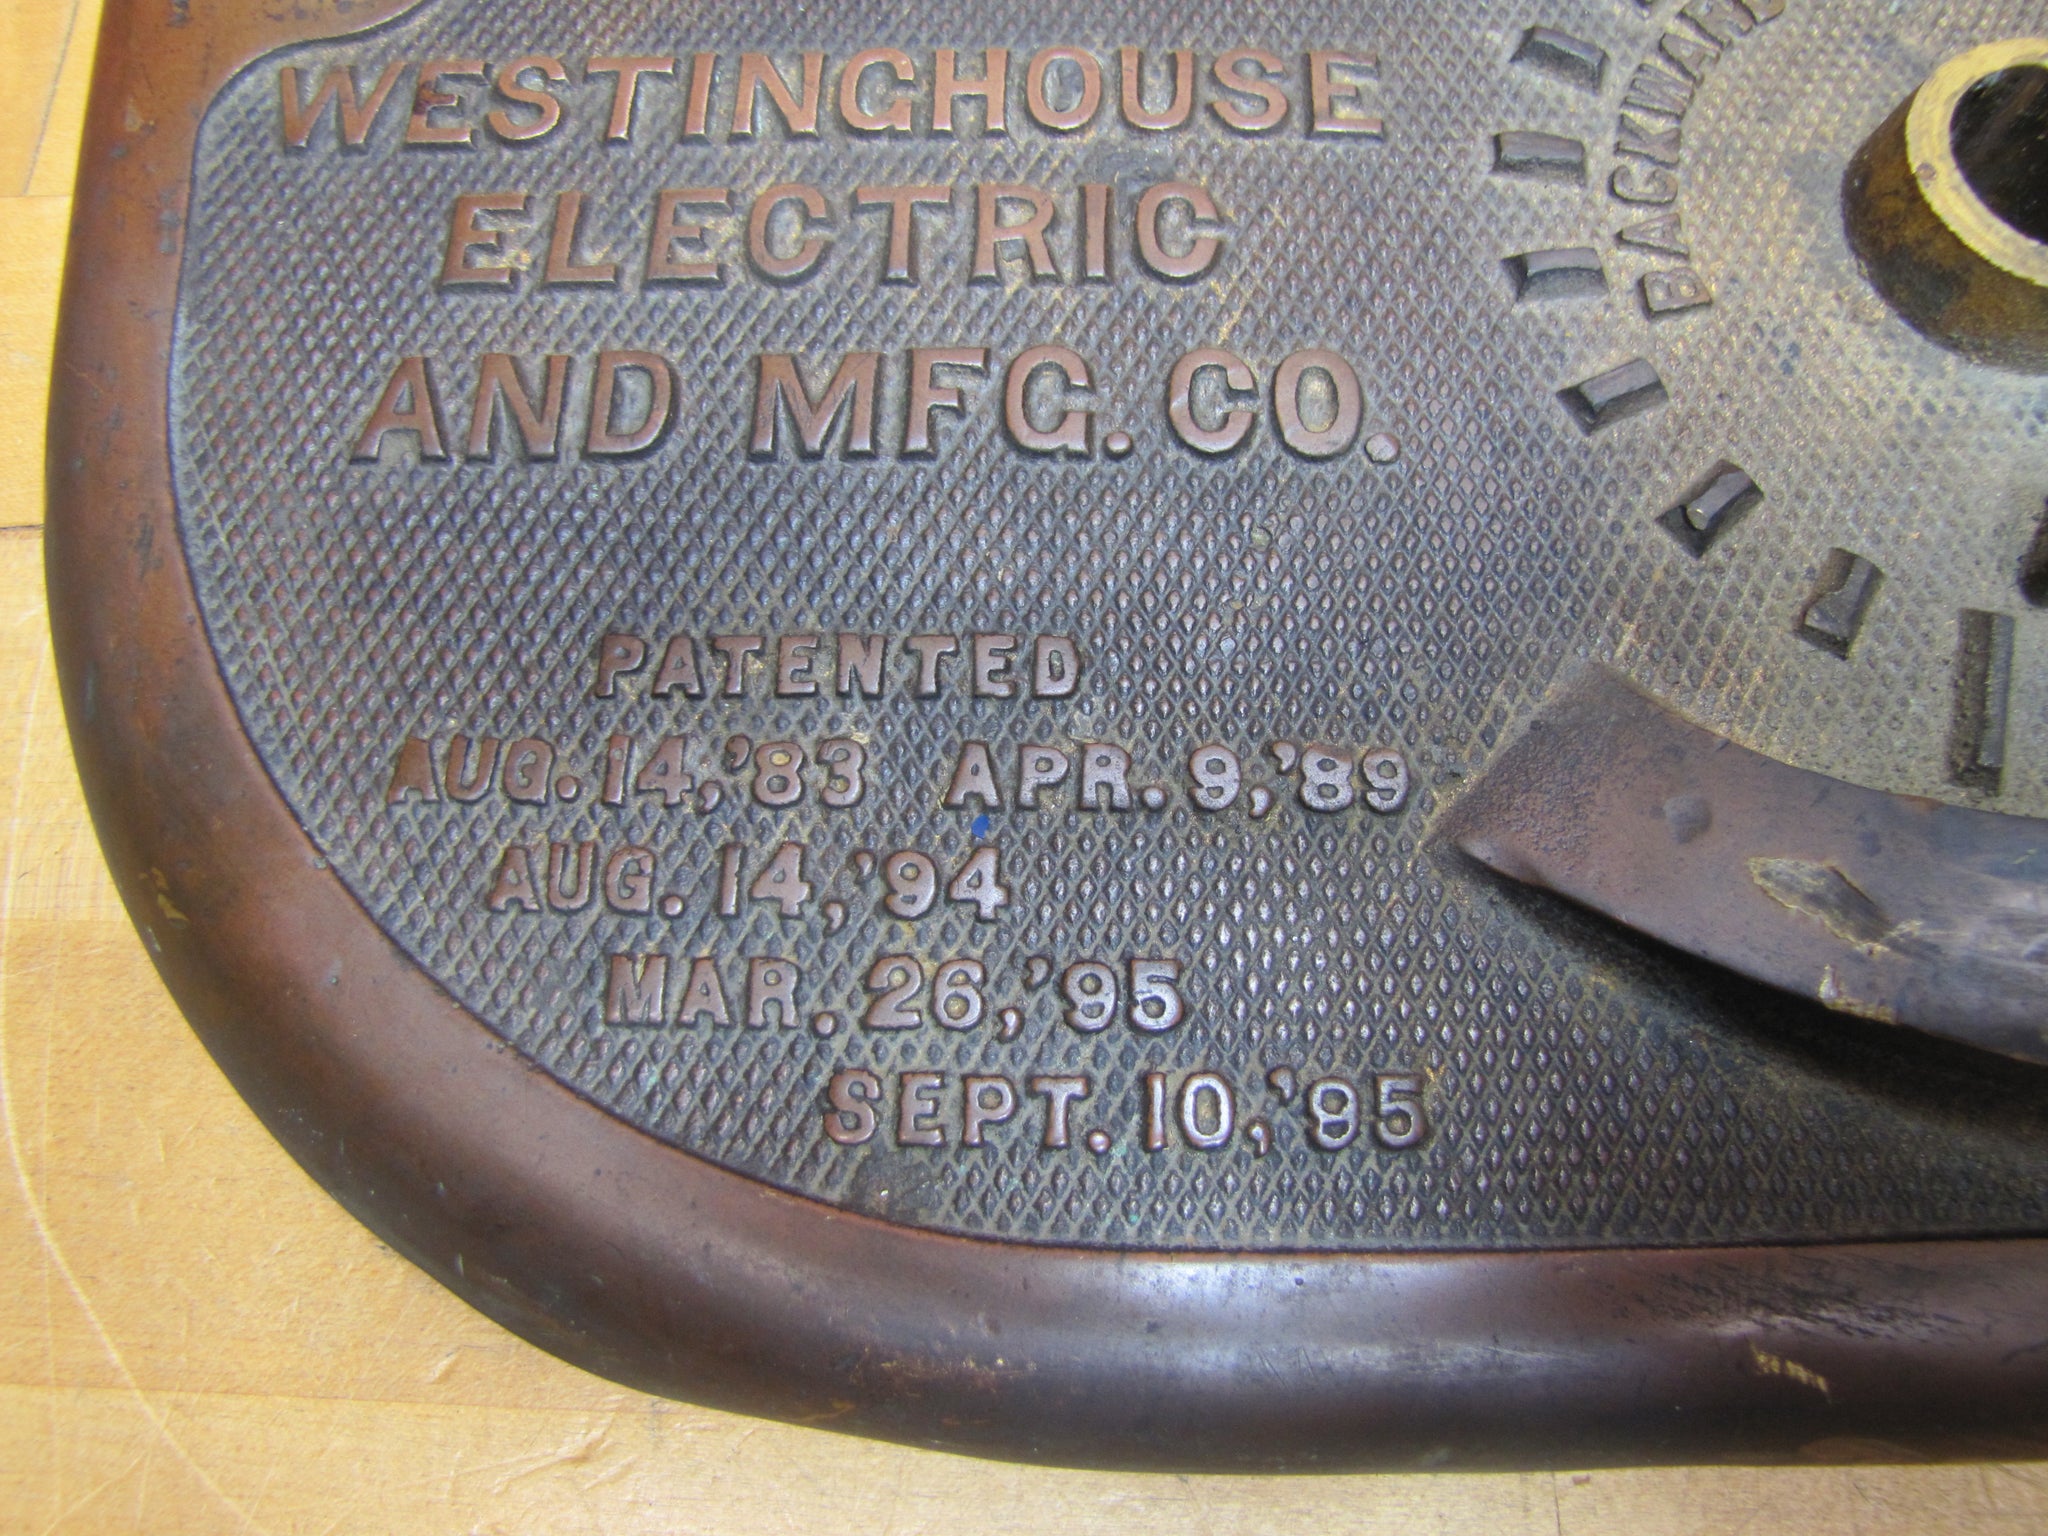 WESTINGHOUSE
ELECTRIC
AND MFG. CO.
BACKWARD
PATENTED
AUG. 14, '83 APR. 9, '89
AUG. 14, '94
MAR. 26, '95
SEPT. 10, '95